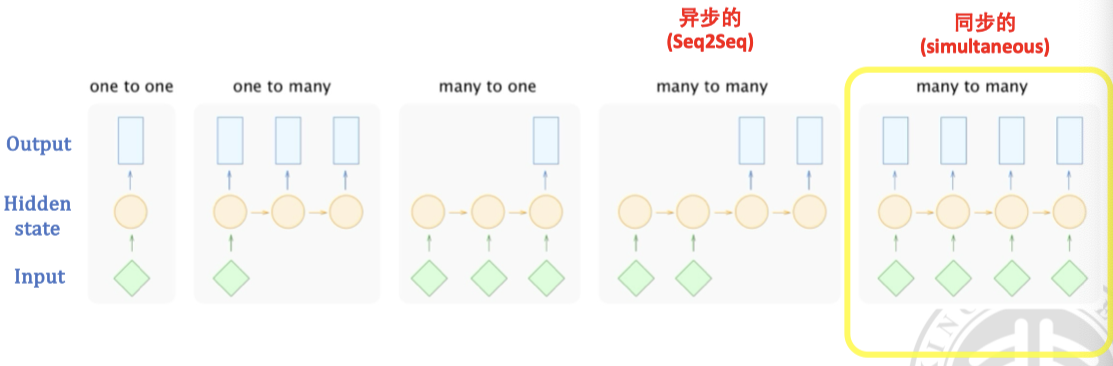 异步的
(Seq2Seq)
同步的
(simultaneous)
one to one
one to many
many to one
many to many
many to many
Output
Hidden
state
Input